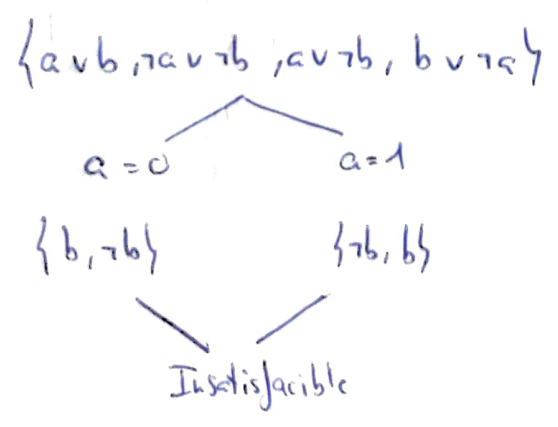 {a ∨ b, ¬a ∨ ¬b, a ∨ ¬b, b ∨ ¬a}
a = 0 a = 1
{b, ¬b} {¬b, b}
Insatisfacible